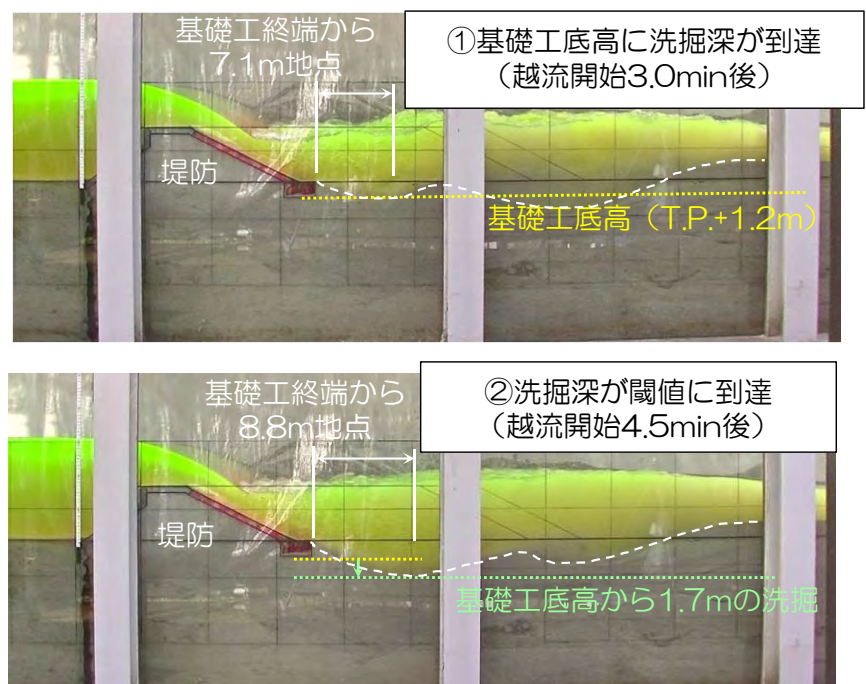 基礎工終端から
7.1m地点
①基礎工底高に洗掘深が到達
（越流開始3.0min後）
堤防
基礎工底高（T.P.+1.2m）
基礎工終端から
8.8m地点
②洗掘深が閾値に到達
（越流開始4.5min後）
堤防
基礎工底高から1.7mの洗掘